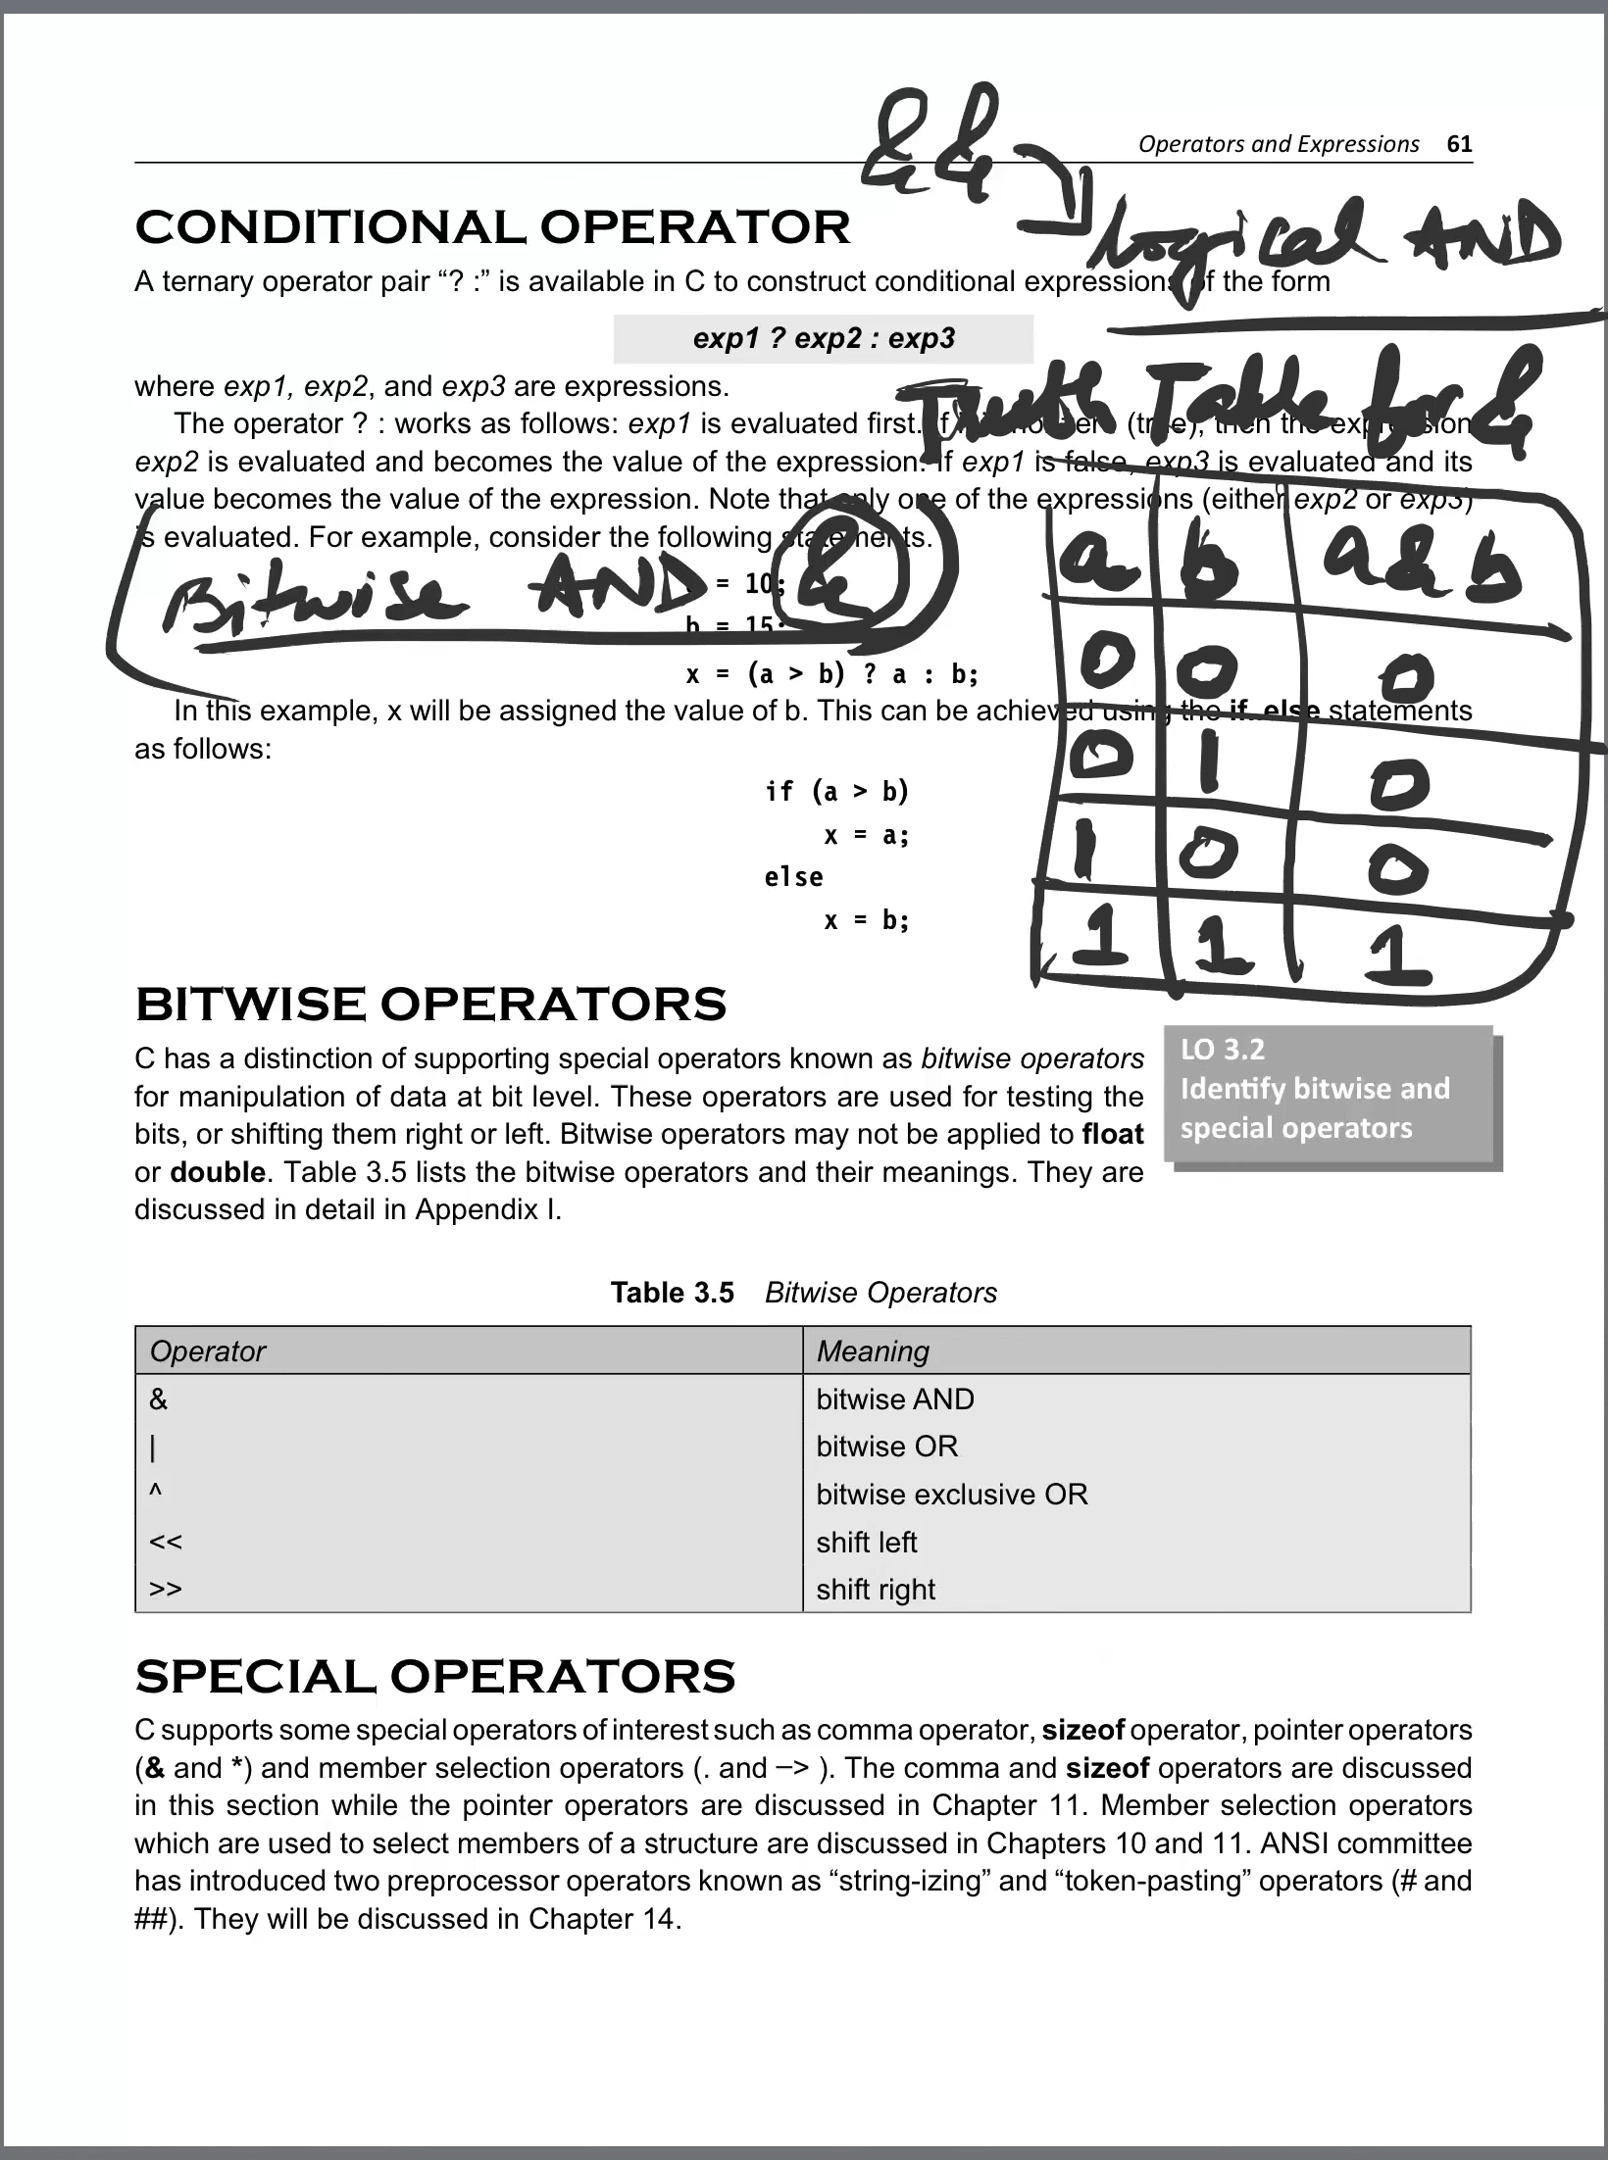 &&
Operators and Expressions 61
CONDITIONAL OPERATOR
logical AND
A ternary operator pair “? :” is available in C to construct conditional expressions of the form
exp1 ? exp2 : exp3
Truth Table for &
where exp1, exp2, and exp3 are expressions.
The operator ? : works as follows: exp1 is evaluated first. If it is nonzero (true), then the expression
exp2 is evaluated and becomes the value of the expression. If exp1 is false, exp3 is evaluated and its
value becomes the value of the expression. Note that only one of the expressions (either exp2 or exp3)
is evaluated. For example, consider the following statements.
Bitwise AND &
= 10;
b = 15;
x = (a > b) ? a : b;
a b a & b
0 0 0
0 1 0
1 0 0
1 1 1
In this example, x will be assigned the value of b. This can be achieved using the if..else statements
as follows:
if (a > b)
x = a;
else
x = b;
BITWISE OPERATORS
C has a distinction of supporting special operators known as bitwise operators
for manipulation of data at bit level. These operators are used for testing the
bits, or shifting them right or left. Bitwise operators may not be applied to float
or double. Table 3.5 lists the bitwise operators and their meanings. They are
discussed in detail in Appendix I.
LO 3.2
Identify bitwise and
special operators
Table 3.5 Bitwise Operators
Operator Meaning
& bitwise AND
| bitwise OR
^ bitwise exclusive OR
<< shift left
>> shift right
SPECIAL OPERATORS
C supports some special operators of interest such as comma operator, sizeof operator, pointer operators
(& and *) and member selection operators (. and –> ). The comma and sizeof operators are discussed
in this section while the pointer operators are discussed in Chapter 11. Member selection operators
which are used to select members of a structure are discussed in Chapters 10 and 11. ANSI committee
has introduced two preprocessor operators known as “string-izing” and “token-pasting” operators (# and
##). They will be discussed in Chapter 14.